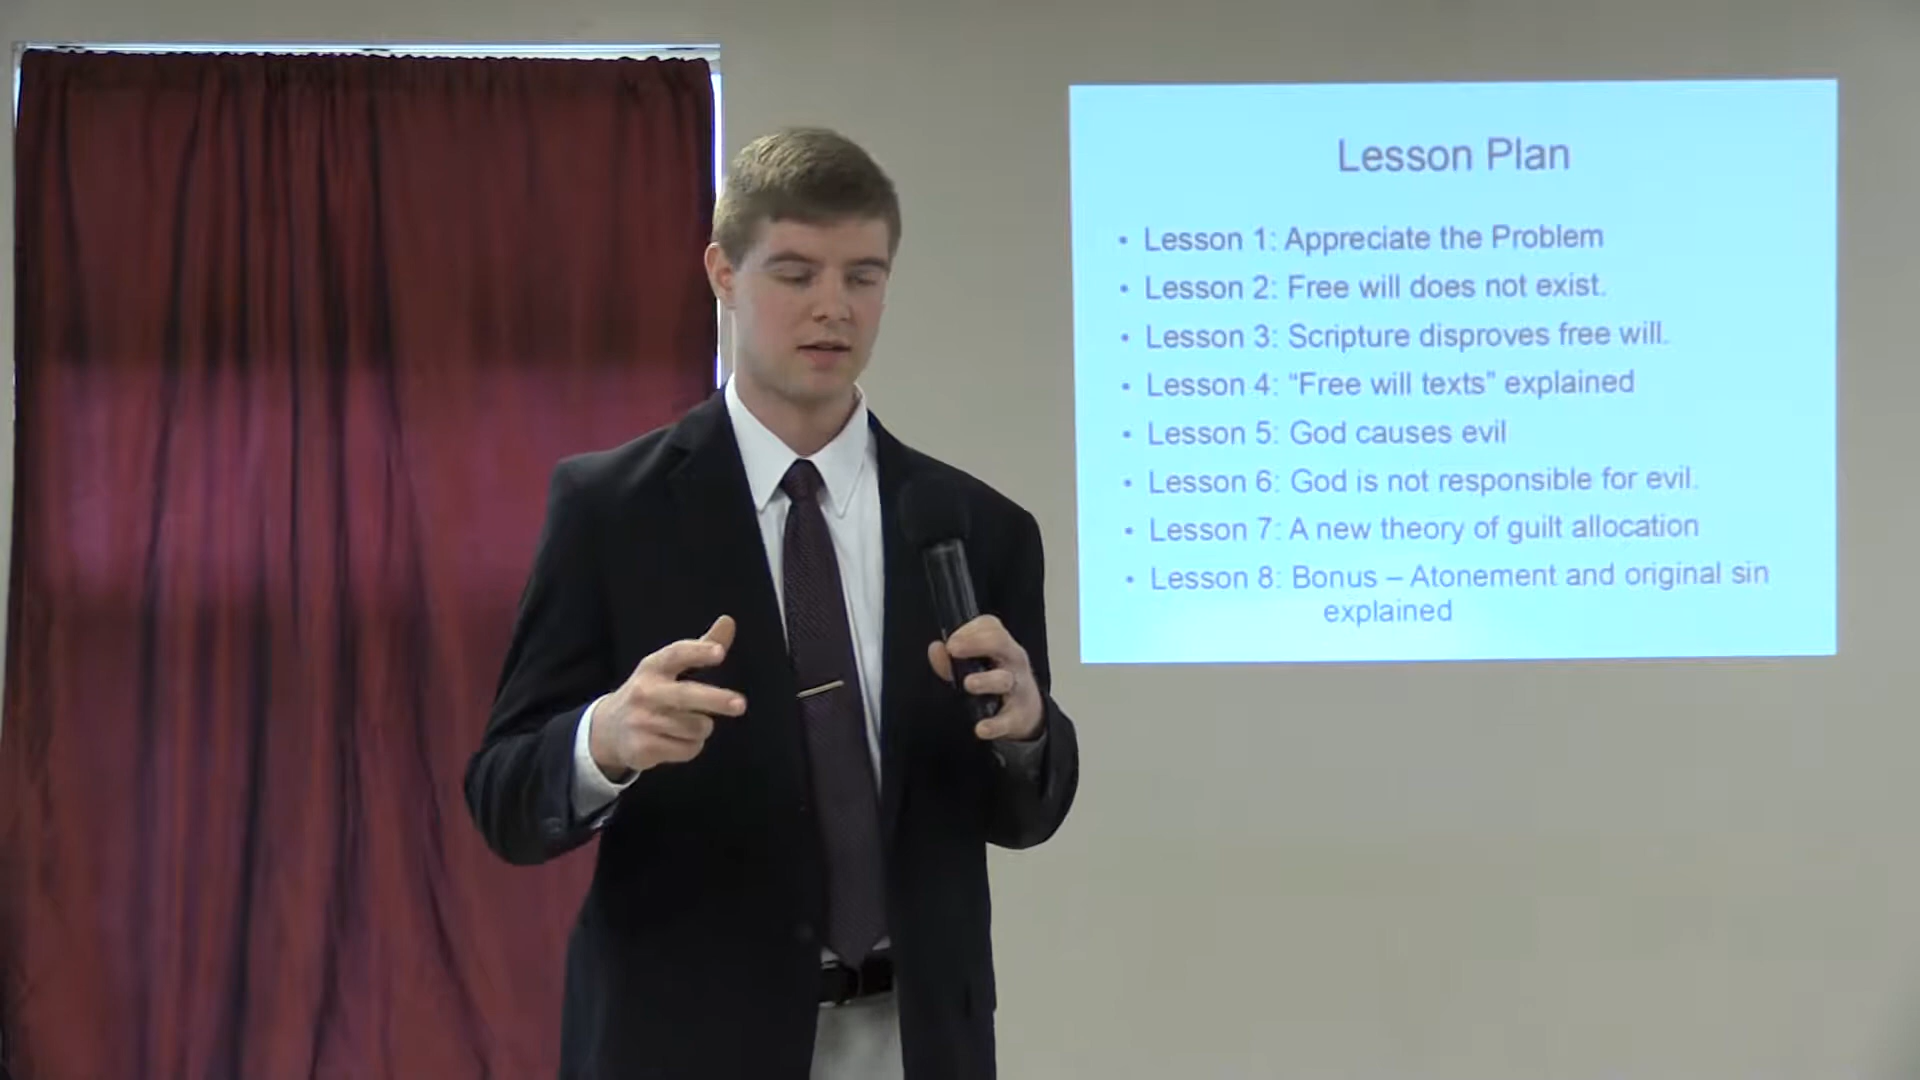 Lesson Plan
• Lesson 1: Appreciate the Problem
• Lesson 2: Free will does not exist.
• Lesson 3: Scripture disproves free will.
• Lesson 4: “Free will texts” explained
• Lesson 5: God causes evil
• Lesson 6: God is not responsible for evil.
• Lesson 7: A new theory of guilt allocation
• Lesson 8: Bonus – Atonement and original sin
explained